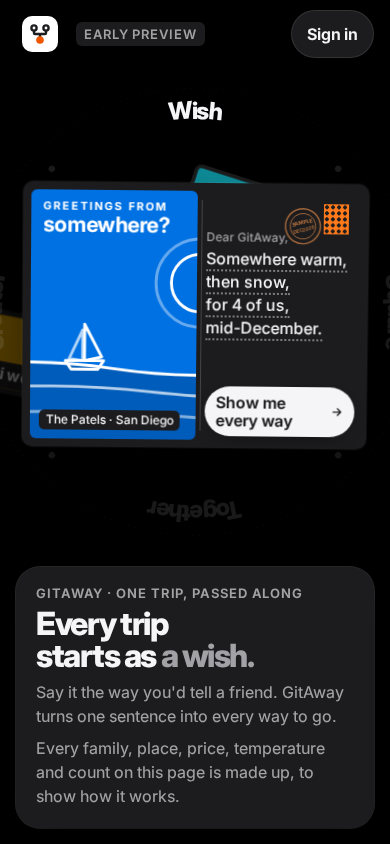 EARLY PREVIEW
Sign in
Wish
GREETINGS FROM
somewhere?
Dear GitAway,
Somewhere warm,
then snow,
for 4 of us,
mid-December.
The Patels · San Diego
Show me
every way
Together
GITAWAY · ONE TRIP, PASSED ALONG
Every trip
starts as a wish.
Say it the way you'd tell a friend. GitAway
turns one sentence into every way to go.
Every family, place, price, temperature
and count on this page is made up, to
show how it works.